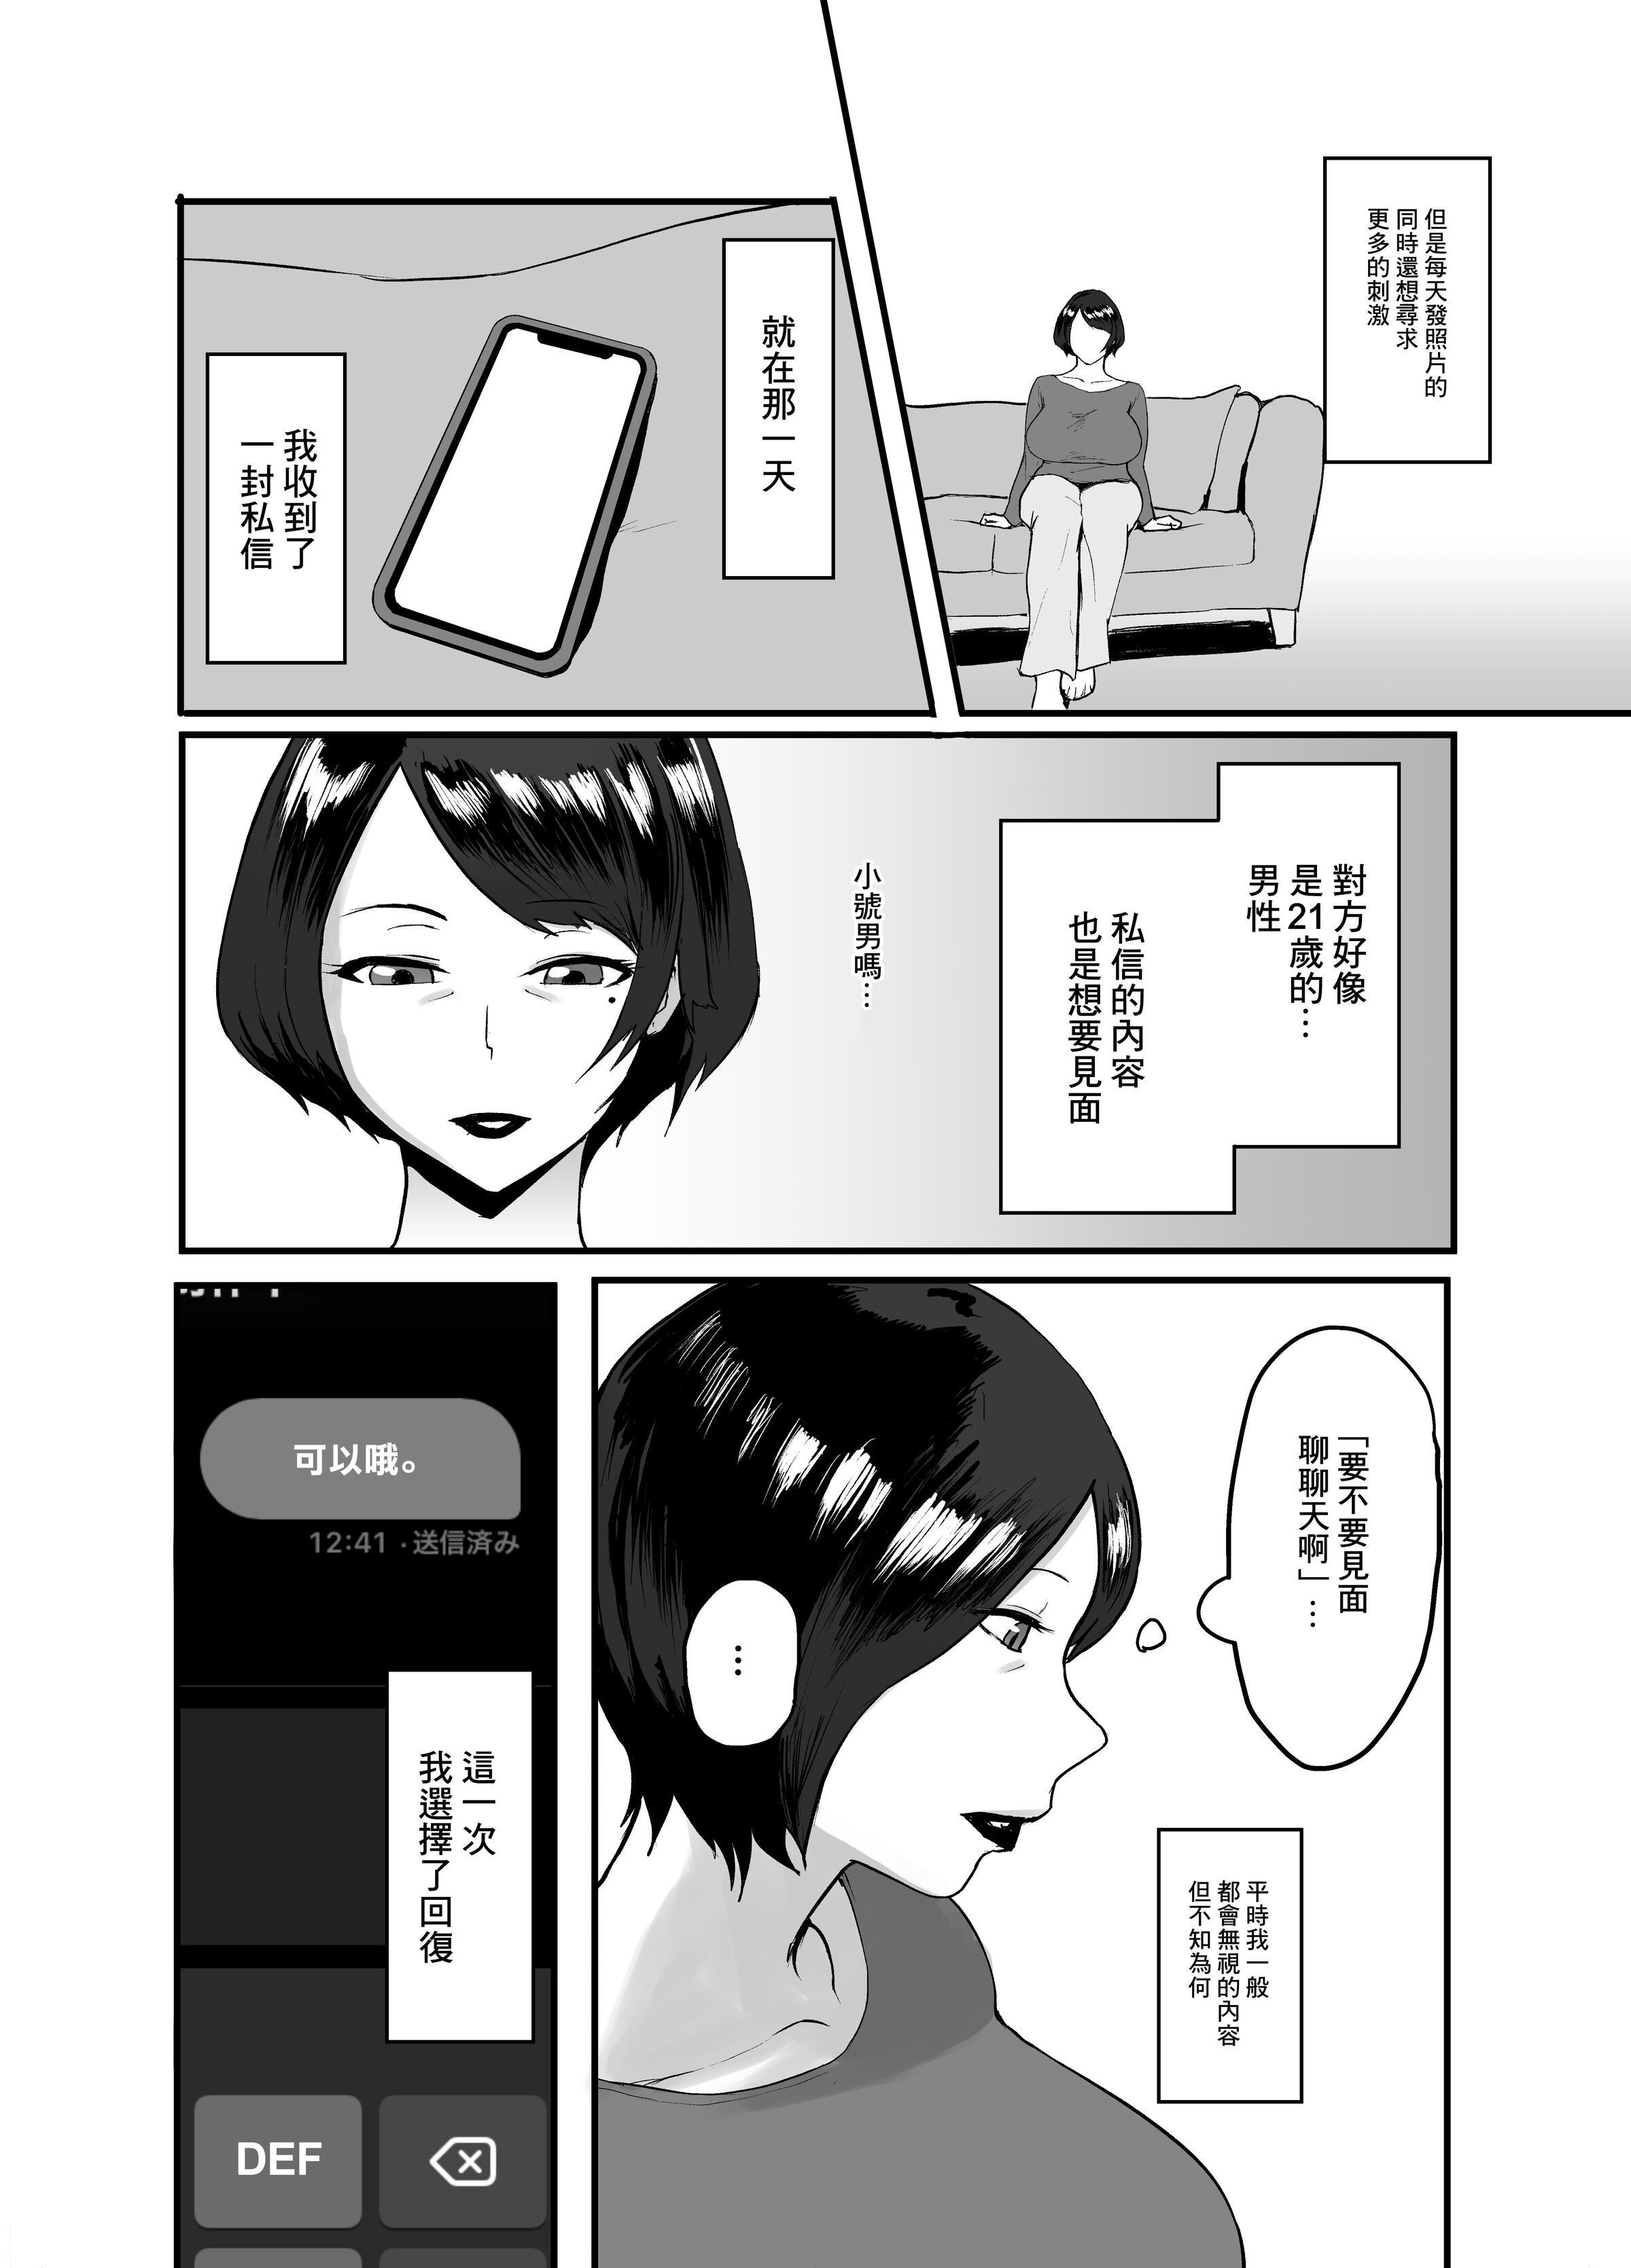 但是每天發照片的
同時還想尋求
更多的刺激
就在那一天
我收到了
一封私信
對方好像
是21歲的…
男性
私信的內容
也是想要見面
小號男嗎…
「要不要見面
聊聊天啊」…
…
平時我一般
都會無視的內容
但不知為何
可以哦。
12:41 · 送信済み
這一次
我選擇了回復
DEF